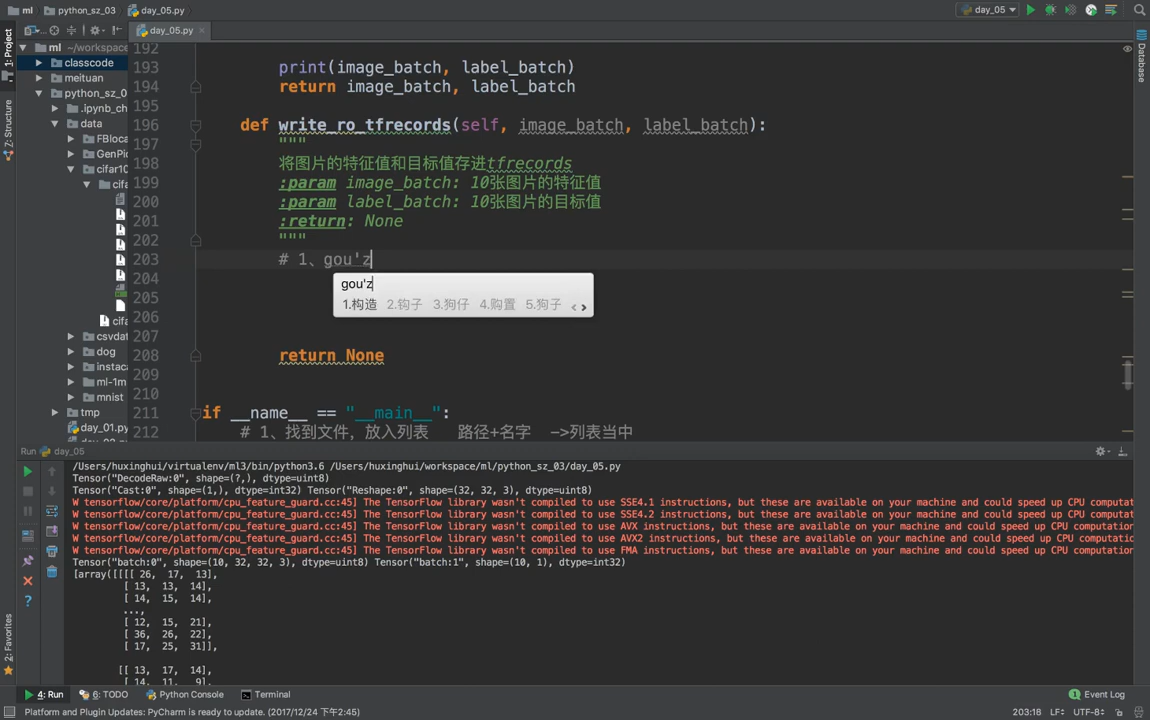 ml
python_sz_03
day_05.py
day_05
1: Project
day_05.py
Database
ml ~/workspace
classcode
meituan
python_sz_0
.ipynb_ch
data
FBloca
GenPic
cifar10
cifa
cifa
csvdat
dog
instaca
ml-1m
mnist
tmp
day_01.py
Z: Structure
192
193 print(image_batch, label_batch)
194 return image_batch, label_batch
195
196 def write_ro_tfrecords(self, image_batch, label_batch):
197 """
198 将图片的特征值和目标值存进tfrecords
199 :param image_batch: 10张图片的特征值
200 :param label_batch: 10张图片的目标值
201 :return: None
202 """
203 # 1、gou'z
gou'z
204
1.构造 2.钩子 3.狗仔 4.购置 5.狗子 < >
205
206
207
208 return None
209
210
211 if __name__ == "__main__":
212 # 1、找到文件，放入列表 路径+名字 ->列表当中
Run day_05
/Users/huxinghui/virtualenv/ml3/bin/python3.6 /Users/huxinghui/workspace/ml/python_sz_03/day_05.py
Tensor("DecodeRaw:0", shape=(?,), dtype=uint8)
Tensor("Cast:0", shape=(1,), dtype=int32) Tensor("Reshape:0", shape=(32, 32, 3), dtype=uint8)
W tensorflow/core/platform/cpu_feature_guard.cc:45] The TensorFlow library wasn't compiled to use SSE4.1 instructions, but these are available on your machine and could speed up CPU computat
W tensorflow/core/platform/cpu_feature_guard.cc:45] The TensorFlow library wasn't compiled to use SSE4.2 instructions, but these are available on your machine and could speed up CPU computat
W tensorflow/core/platform/cpu_feature_guard.cc:45] The TensorFlow library wasn't compiled to use AVX instructions, but these are available on your machine and could speed up CPU computation
W tensorflow/core/platform/cpu_feature_guard.cc:45] The TensorFlow library wasn't compiled to use AVX2 instructions, but these are available on your machine and could speed up CPU computatio
W tensorflow/core/platform/cpu_feature_guard.cc:45] The TensorFlow library wasn't compiled to use FMA instructions, but these are available on your machine and could speed up CPU computation
Tensor("batch:0", shape=(10, 32, 32, 3), dtype=uint8) Tensor("batch:1", shape=(10, 1), dtype=int32)
[array([[[[ 26, 17, 13],
[ 13, 13, 14],
[ 14, 15, 14],
...,
[ 12, 15, 21],
[ 36, 26, 22],
[ 17, 25, 31]],
[[ 13, 17, 14],
[ 14, 11, 9],
2: Favorites
4: Run
6: TODO
Python Console
Terminal
1 Event Log
Platform and Plugin Updates: PyCharm is ready to update. (2017/12/24 下午2:45)
203:18 LF÷ UTF-8÷